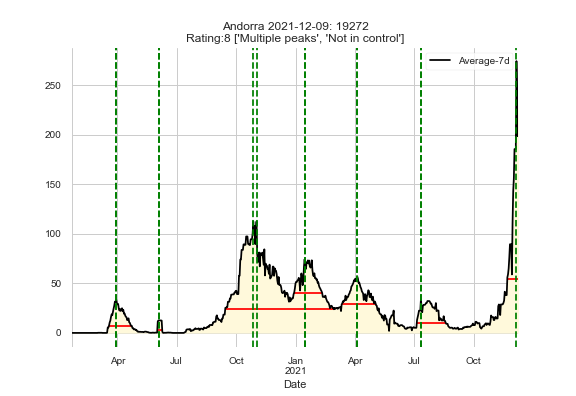 Andorra 2021-12-09: 19272
Rating:8 ['Multiple peaks', 'Not in control']
Average-7d
250
200
150
100
50
0
Apr Jul Oct Jan Apr Jul Oct
2021
Date